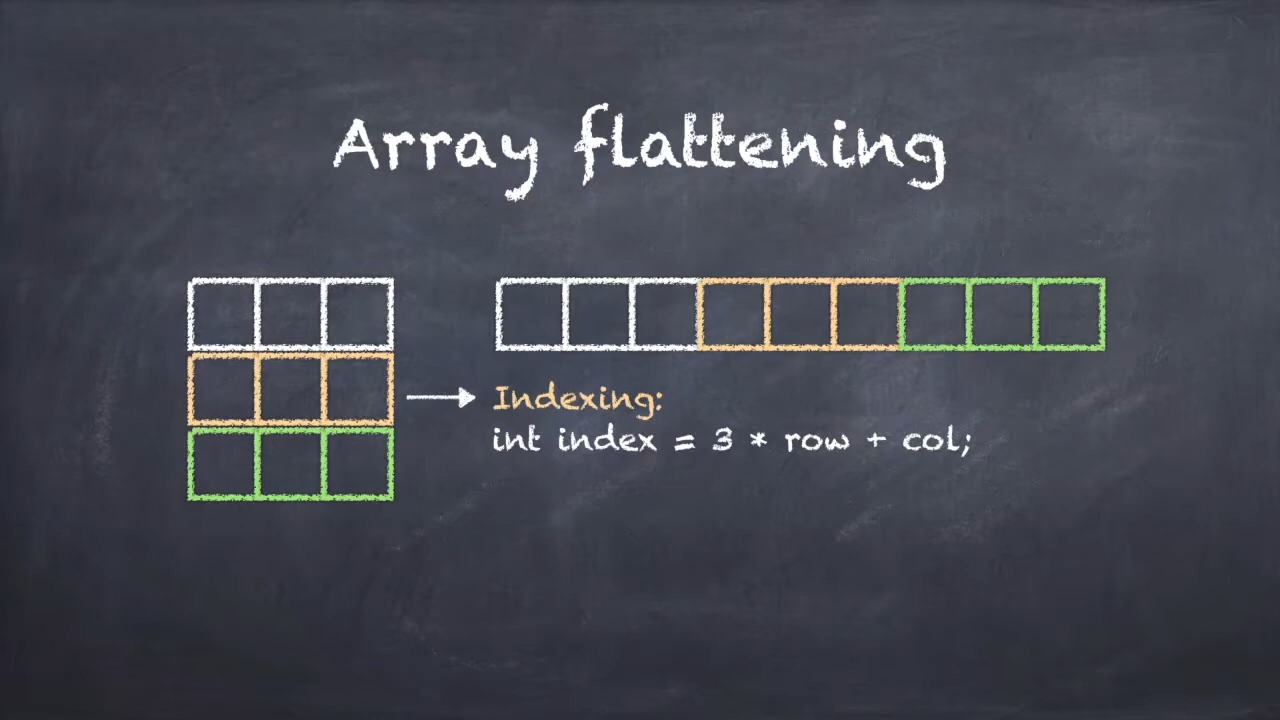 Array flattening
Indexing:
int index = 3 * row + col;